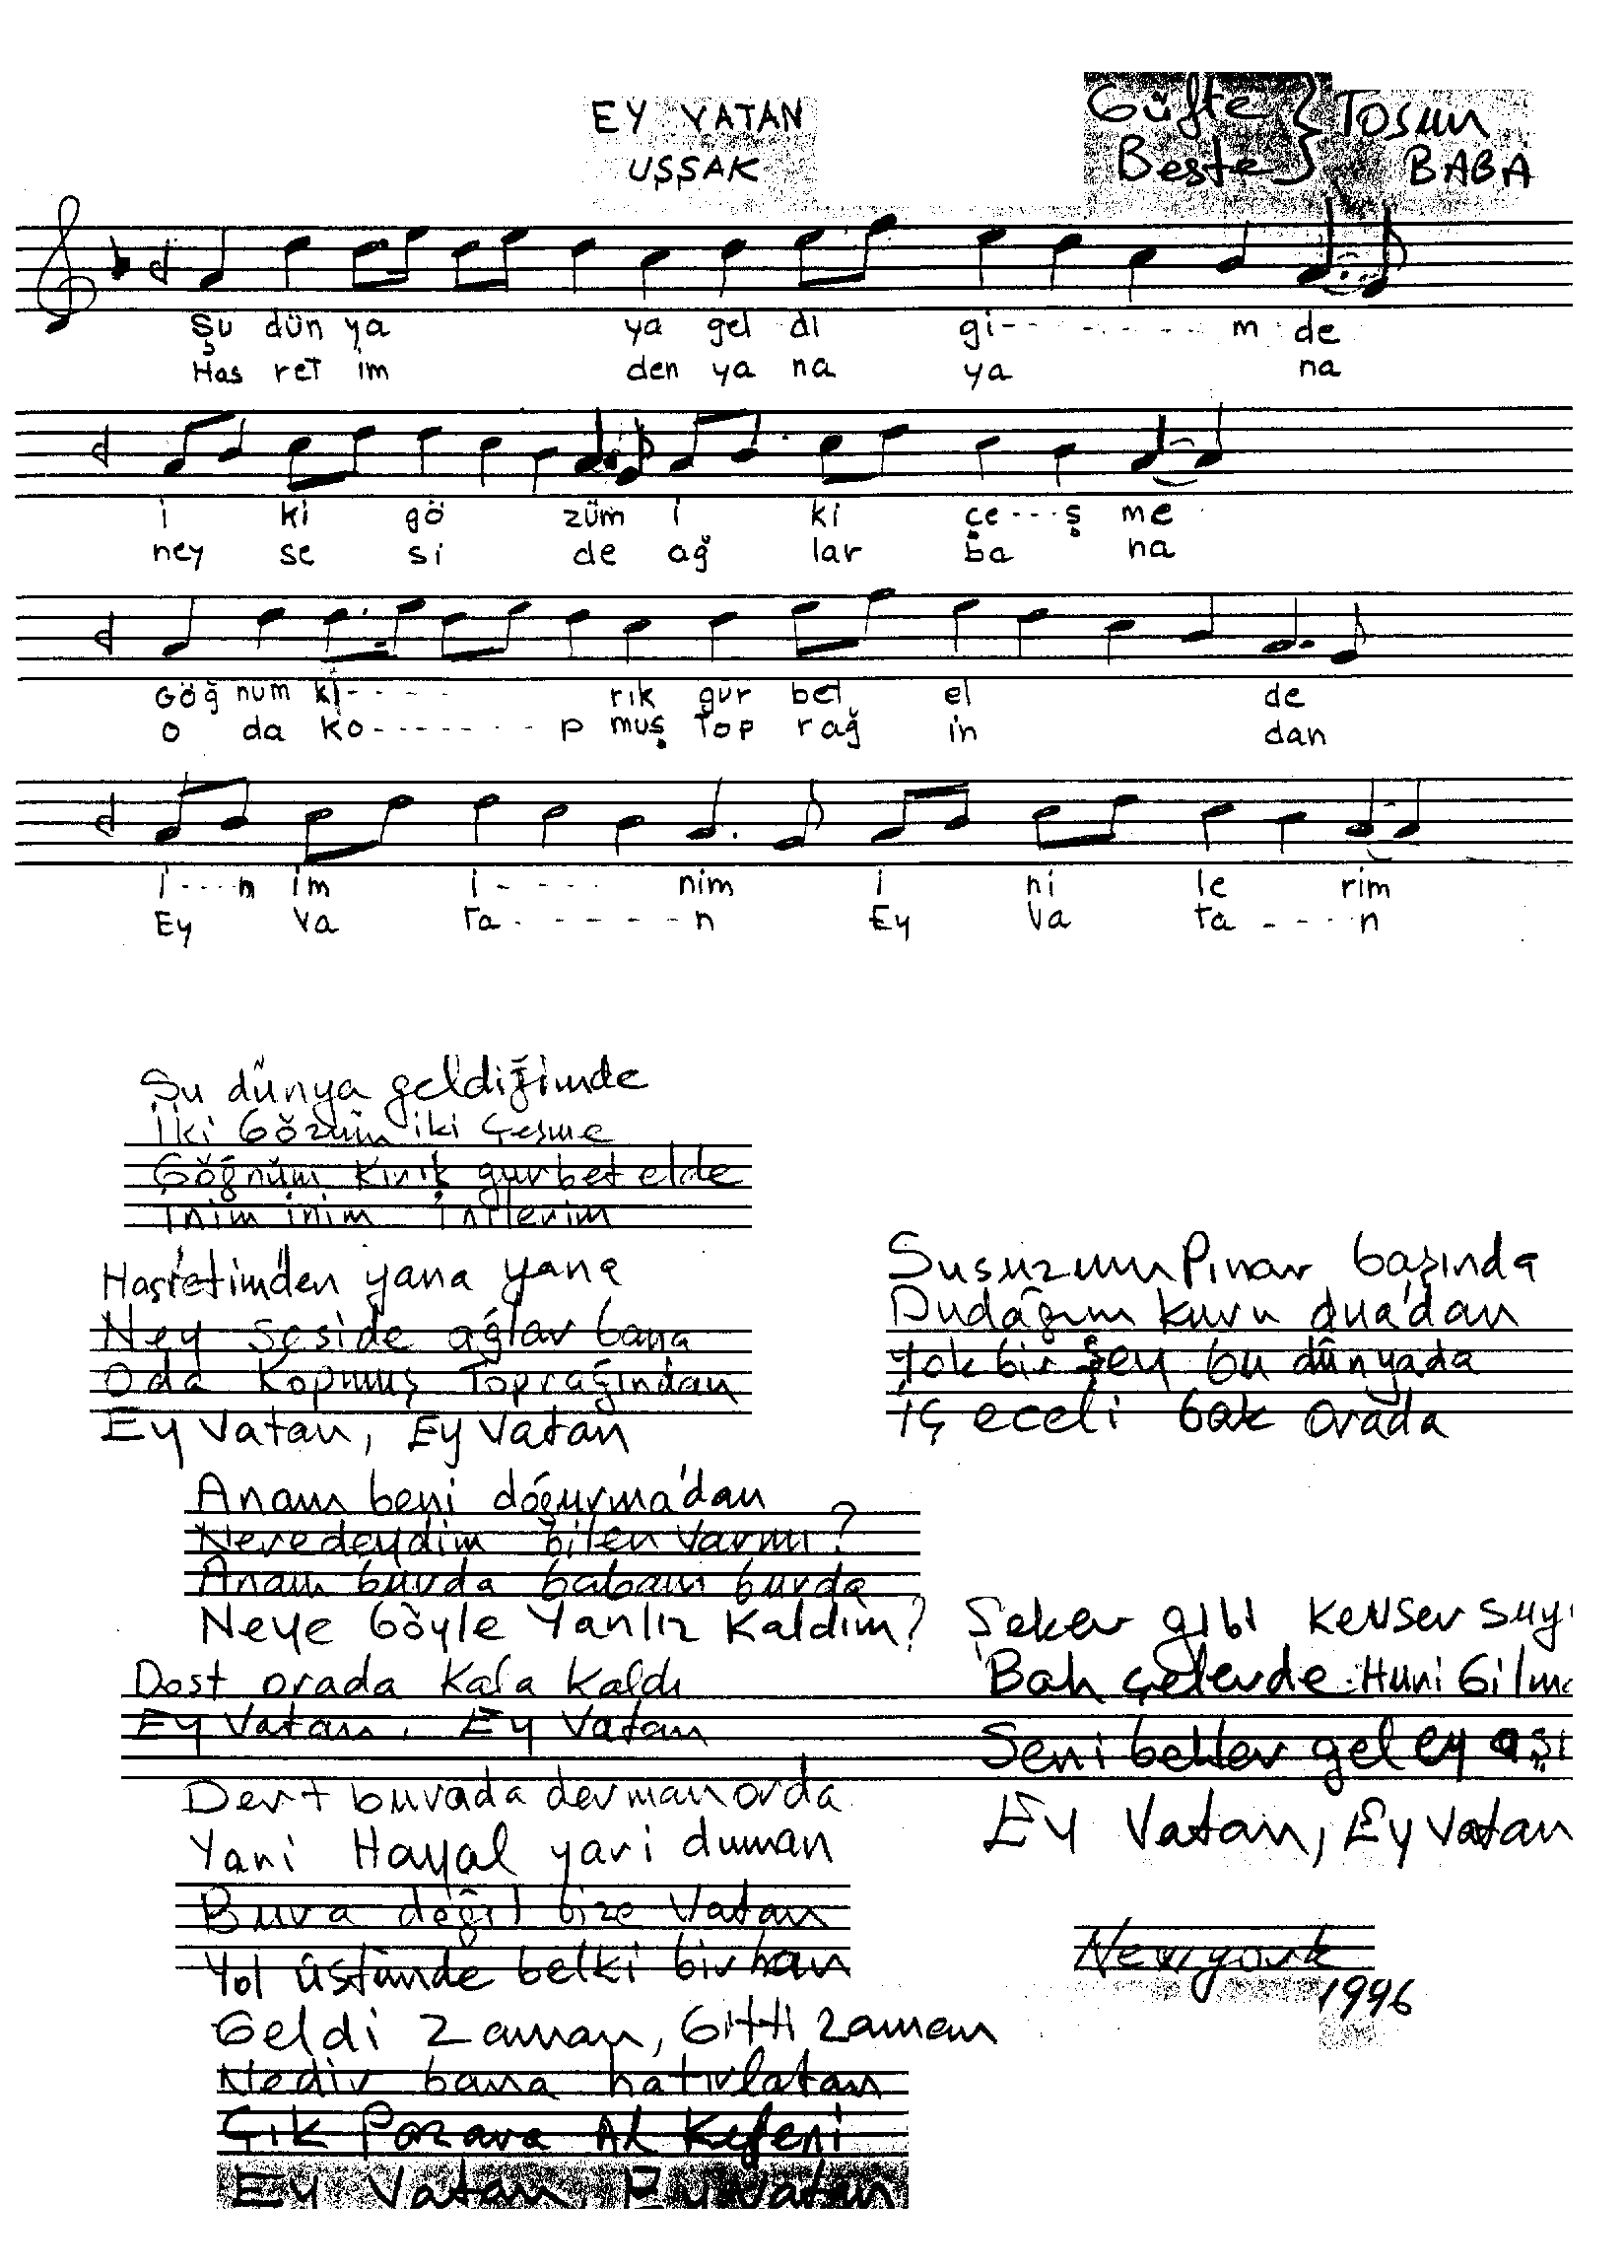 EY VATAN
UŞŞAK
Güfte
Beste } Tosun BABA
Şu dün ya ya gel di gi- - - - - - - - m de
Has ret im den ya na ya na
i ki gö züm i ki çe - - - ş me
ney se si de ağ lar ba na
Göğ num kı- - - - - rık gur bet el de
o da ko- - - - - - - - p muş Top rağ in dan
i - - - n im i - - - - - nim i ni le rim
Ey Va ta - - - - - - - n Ey Va ta - - - - n
Şu dünya geldiğimde
İki Gözüm iki çeşme
Göğnüm Kırık gurbet elde
İnim inim İnilerim
Hasretimden yana yana
Ney seside ağlar bana
Oda Kopmuş Toprağından
Ey Vatan, Ey Vatan
Anam beni doğurma'dan
Neredeydim bilen varmı?
Anam burda babam burda
Neye böyle Yanlız Kaldım?
Dost orada Kala Kaldı
Ey Vatan, Ey Vatan
Dert burada derman orda
Yani Hayal yari duman
Bura değil bize Vatan
Yol üstünde belki bir han
Geldi Zaman, Gitti zaman
Nedir bana hatırlatan
Çık Pazara Al Kefeni
Ey Vatan, Ey Vatan
Susuzum Pınar başında
Dudağım kuru dua'dan
Yok bir Şey bu dünyada
İç eceli bak orada
Şeker gibi Kevser suy
Bah çelerde Huri Gilma
Seni bekler gel ey aşı
Ey Vatan, Ey Vatan
Newyork
1996